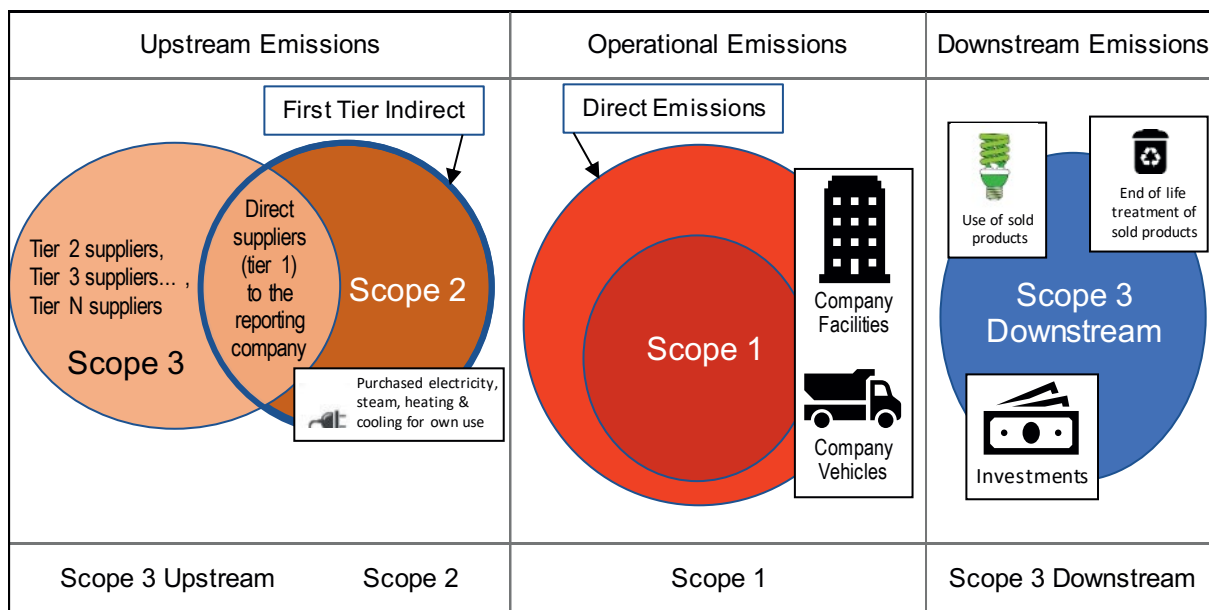 Upstream Emissions
Operational Emissions
Downstream Emissions
First Tier Indirect
Tier 2 suppliers,
Tier 3 suppliers... ,
Tier N suppliers
Scope 3
Direct
suppliers
(tier 1)
to the
reporting
company
Scope 2
Purchased electricity,
steam, heating &
cooling for own use
Direct Emissions
Scope 1
Company
Facilities
Company
Vehicles
Use of sold
products
End of life
treatment of
sold products
Scope 3
Downstream
Investments
Scope 3 Upstream
Scope 2
Scope 1
Scope 3 Downstream